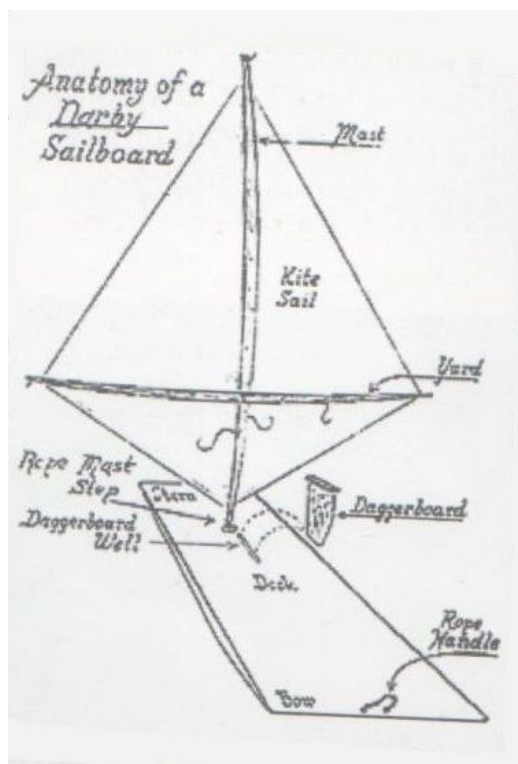 Anatomy of a
Darby
Sailboard
Mast
Kite
Sail
Yard
Rope Mast
Step
Stern
Daggerboard
Well
Daggerboard
Deck
Rope
Handle
Bow